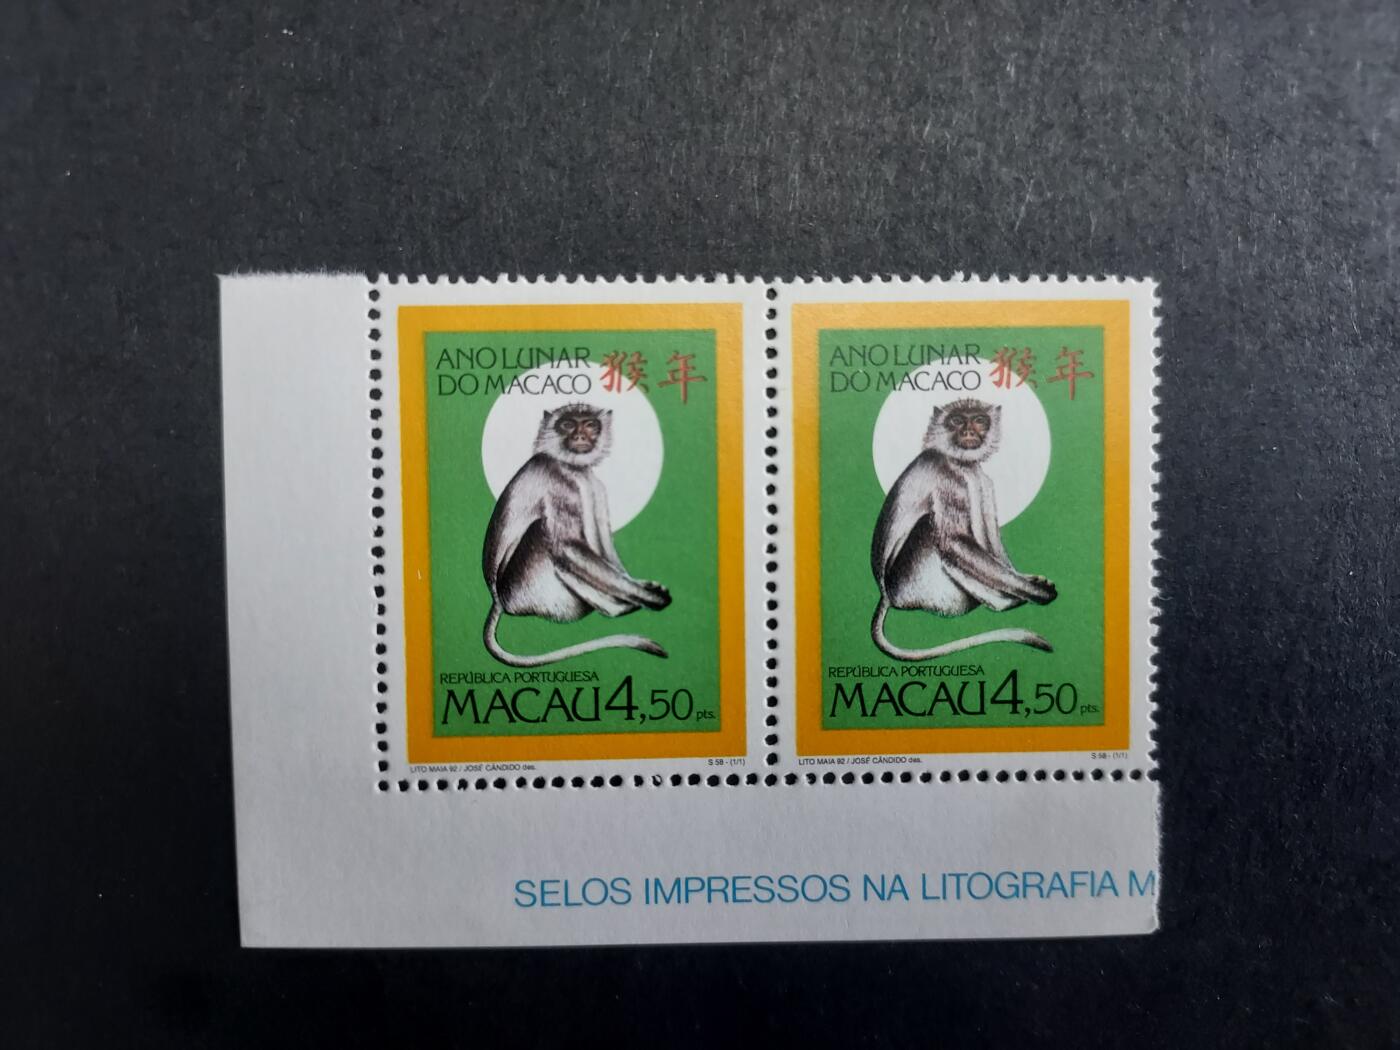 ANO LUNAR
DO MACACO 猴年
REPÚBLICA PORTUGUESA
MACAU 4,50 pts.
LITO MAIA 92 / JOSÉ CÂNDIDO des. S 58 - (1/1)
ANO LUNAR
DO MACACO 猴年
REPÚBLICA PORTUGUESA
MACAU 4,50 pts.
LITO MAIA 92 / JOSÉ CÂNDIDO des. S 58 - (1/1)
SELOS IMPRESSOS NA LITOGRAFIA M